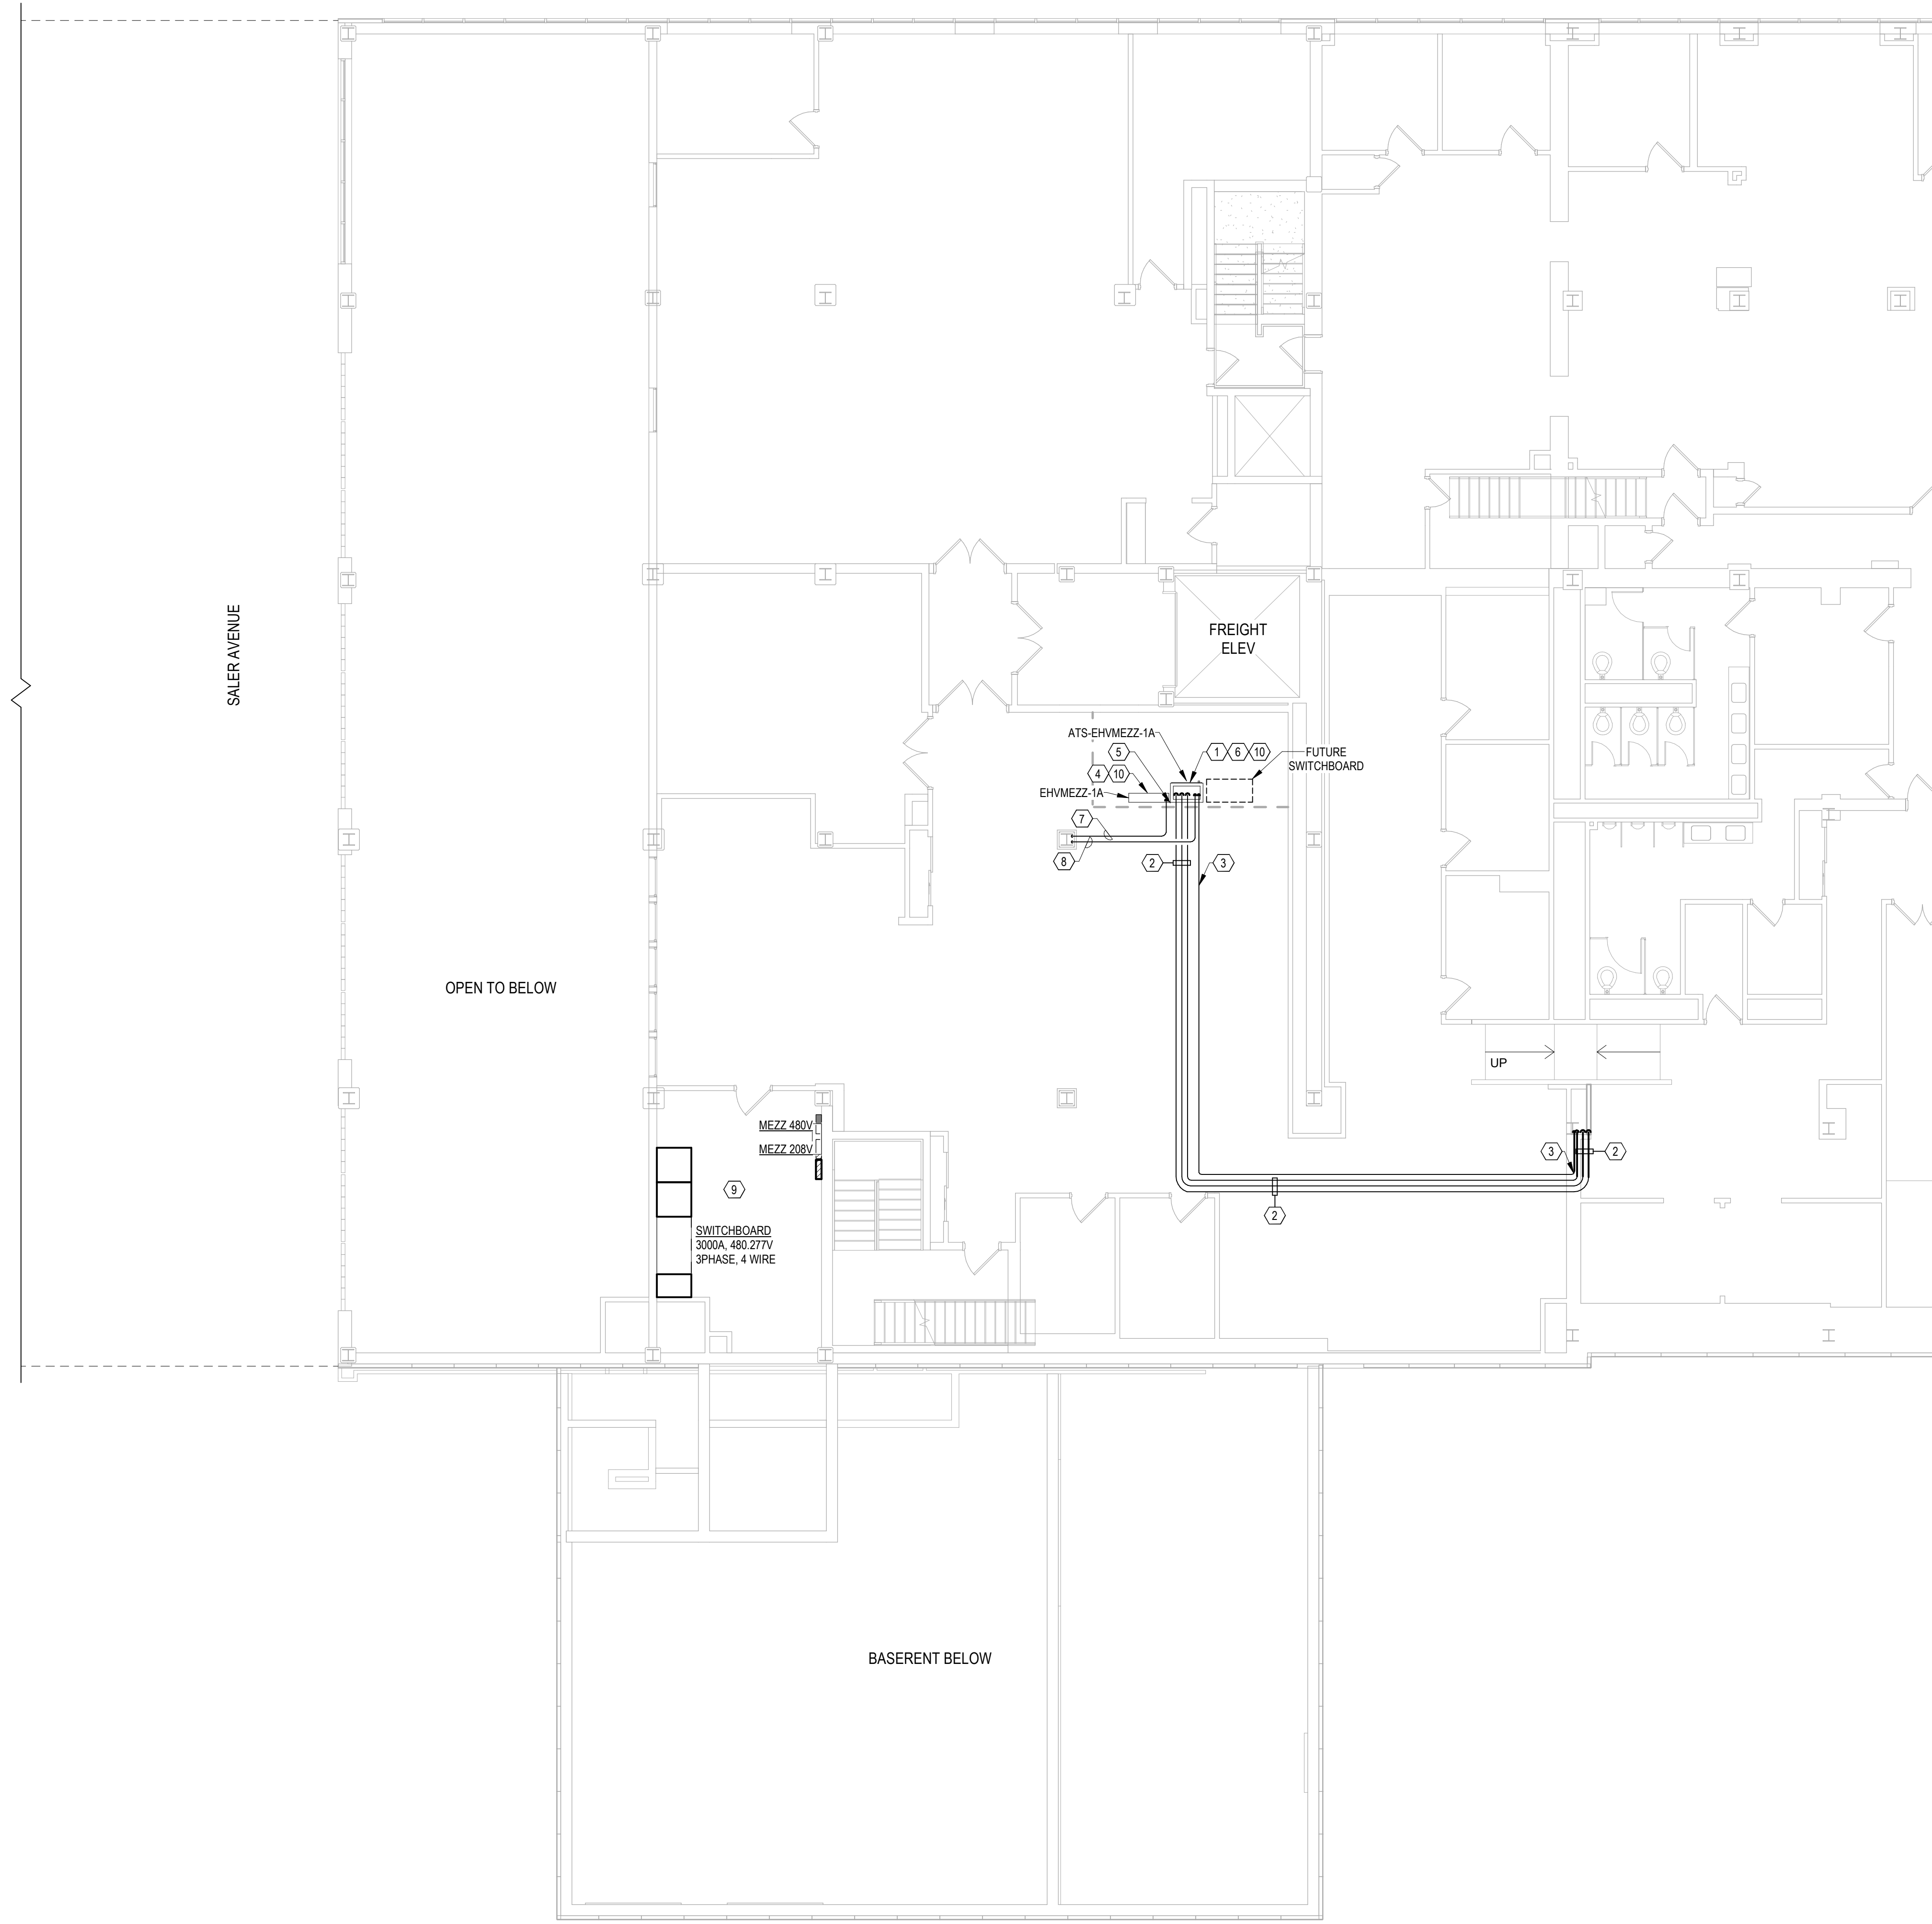 FREIGHT
ELEV
SALER AVENUE
ATS-EHVMEZZ-1A
5
1
6
10
FUTURE
SWITCHBOARD
4
10
EHVMEZZ-1A
7
8
2
3
OPEN TO BELOW
UP
MEZZ 480V
MEZZ 208V
3
2
9
2
SWITCHBOARD
3000A, 480.277V
3PHASE, 4 WIRE
BASERENT BELOW